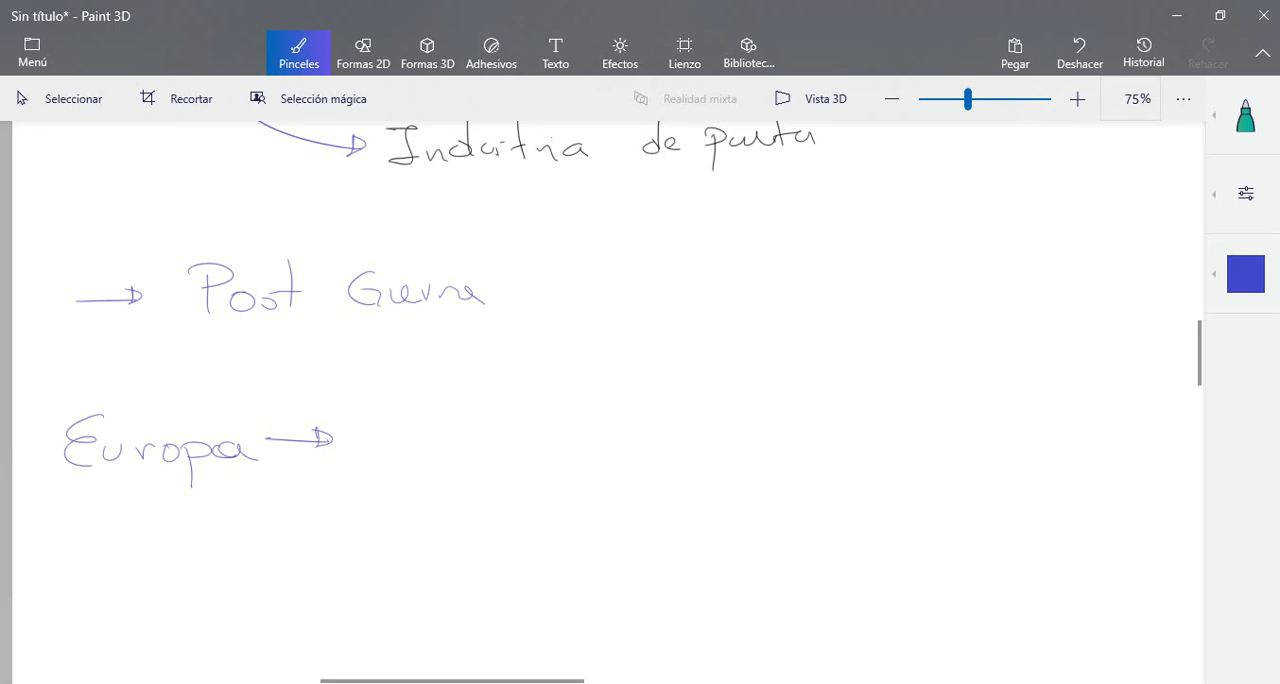 Sin título* - Paint 3D
Menú
Pinceles Formas 2D Formas 3D Adhesivos Texto Efectos Lienzo Bibliotec... Pegar Deshacer Historial Rehacer
Seleccionar Recortar Selección mágica Realidad mixta Vista 3D 75%
Industria de punta
→ Post Guerra
Europa →